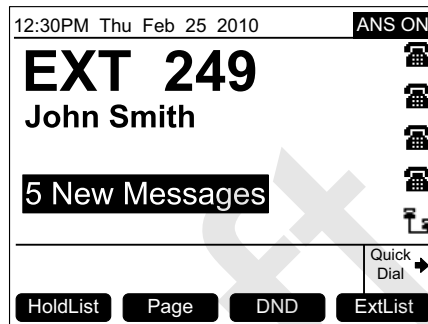 12:30PM Thu Feb 25 2010 ANS ON
EXT 249
John Smith
5 New Messages
Quick
Dial
HoldList Page DND ExtList